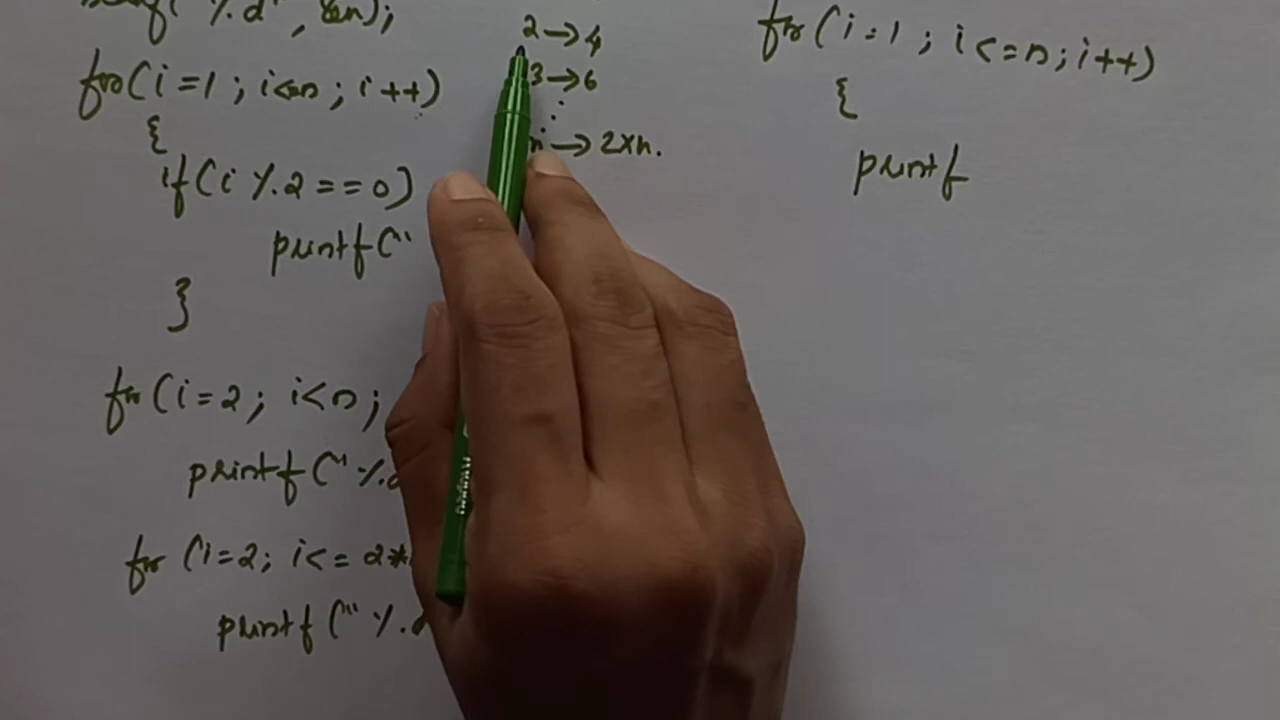 scanf("%d", &n);
for(i=1; i<=n; i++)
{
if(i%2==0)
printf("
}
for(i=2; i<n;
printf("%d
for(i=2; i<=2*
printf("%d
2→4
3→6
n→2×n.
for(i=1; i<=n; i++)
{
printf